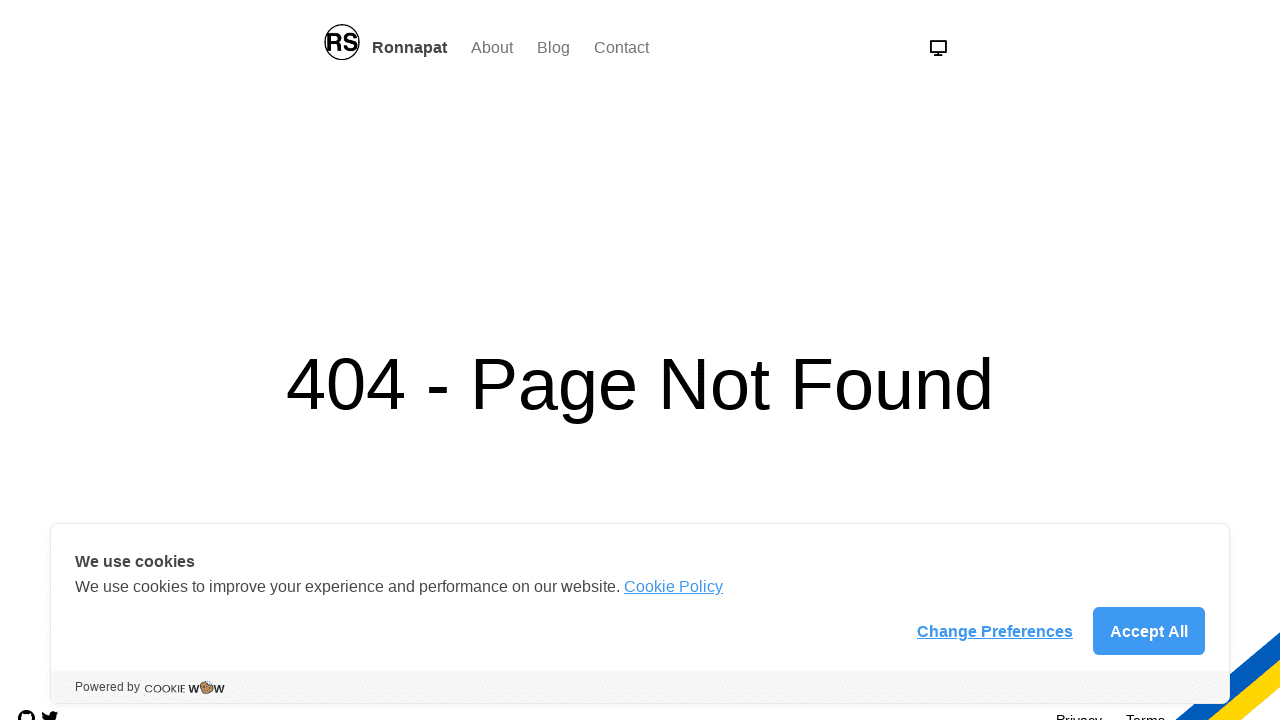 RS Ronnapat About Blog Contact
404 - Page Not Found
We use cookies
We use cookies to improve your experience and performance on our website. Cookie Policy
Change Preferences Accept All
Powered by COOKIE WOW
Privacy Terms